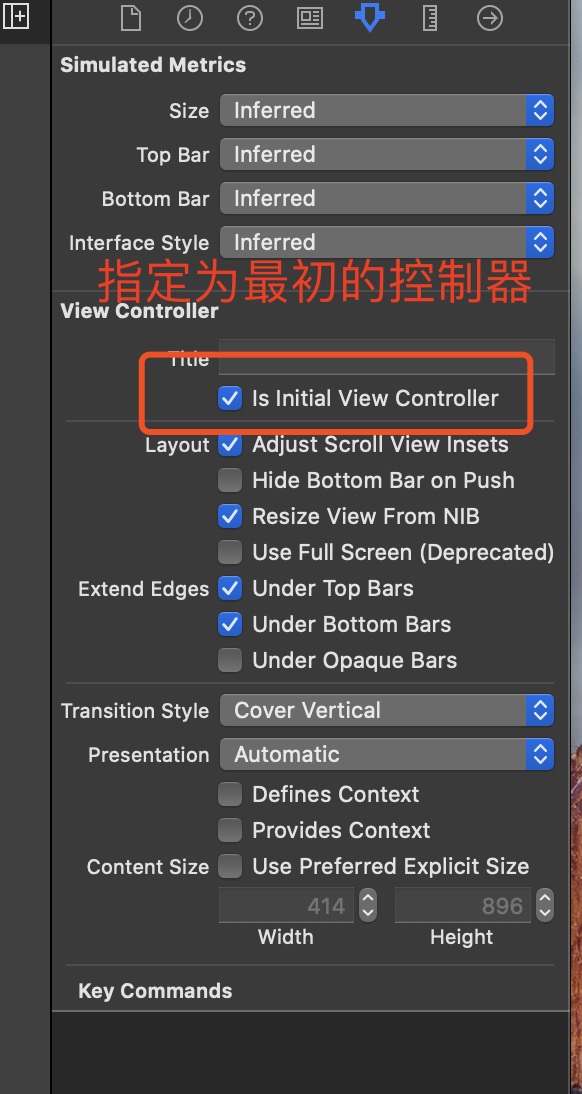 Simulated Metrics
Size Inferred
Top Bar Inferred
Bottom Bar Inferred
Interface Style Inferred
指定为最初的控制器
View Controller
Title
Is Initial View Controller
Layout Adjust Scroll View Insets
Hide Bottom Bar on Push
Resize View From NIB
Use Full Screen (Deprecated)
Extend Edges Under Top Bars
Under Bottom Bars
Under Opaque Bars
Transition Style Cover Vertical
Presentation Automatic
Defines Context
Provides Context
Content Size Use Preferred Explicit Size
414 896
Width Height
Key Commands